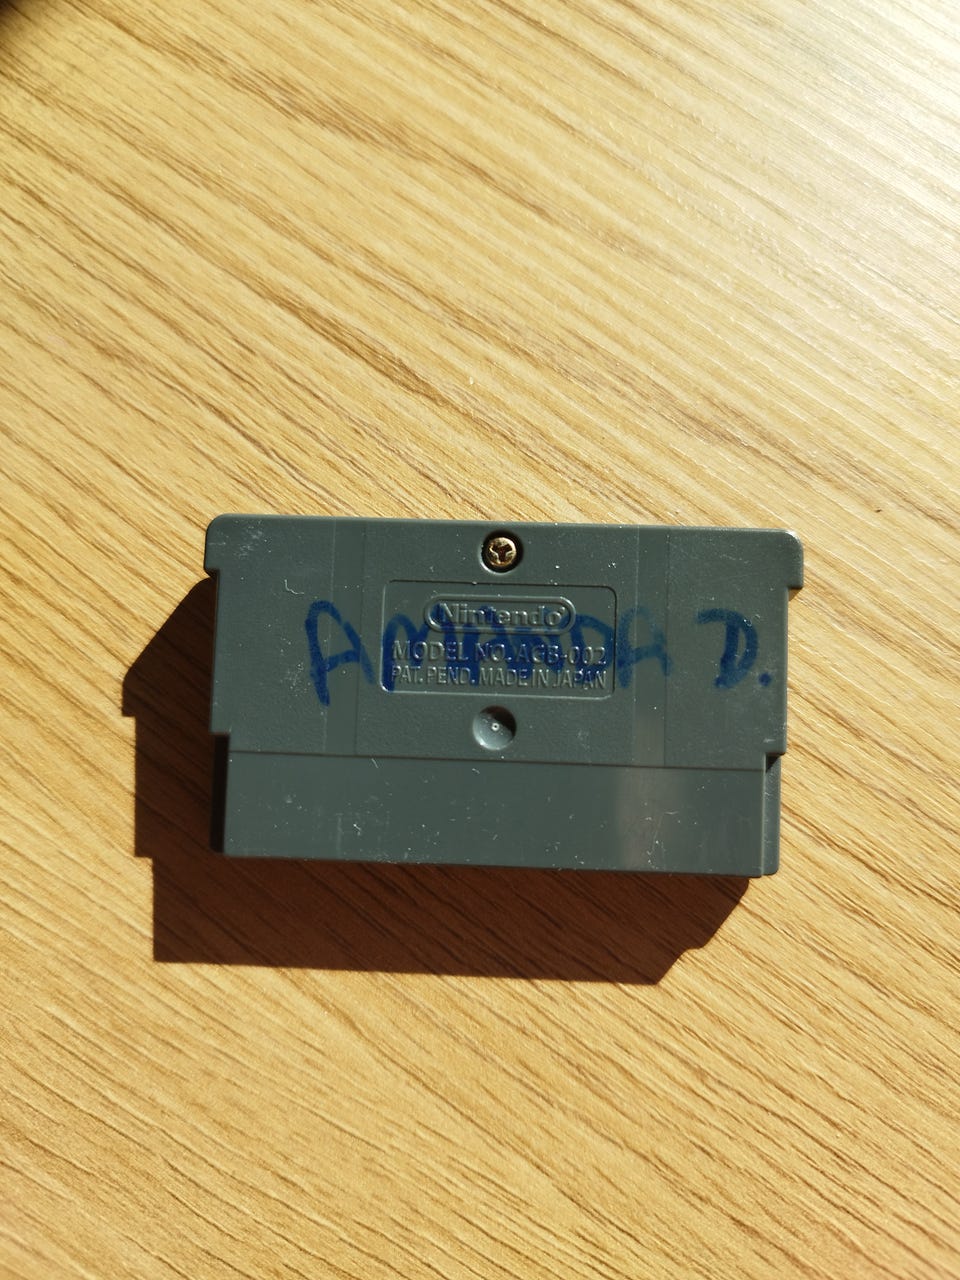 Nintendo
AMANDA D.
MODEL NO. AGB-002
PAT. PEND. MADE IN JAPAN